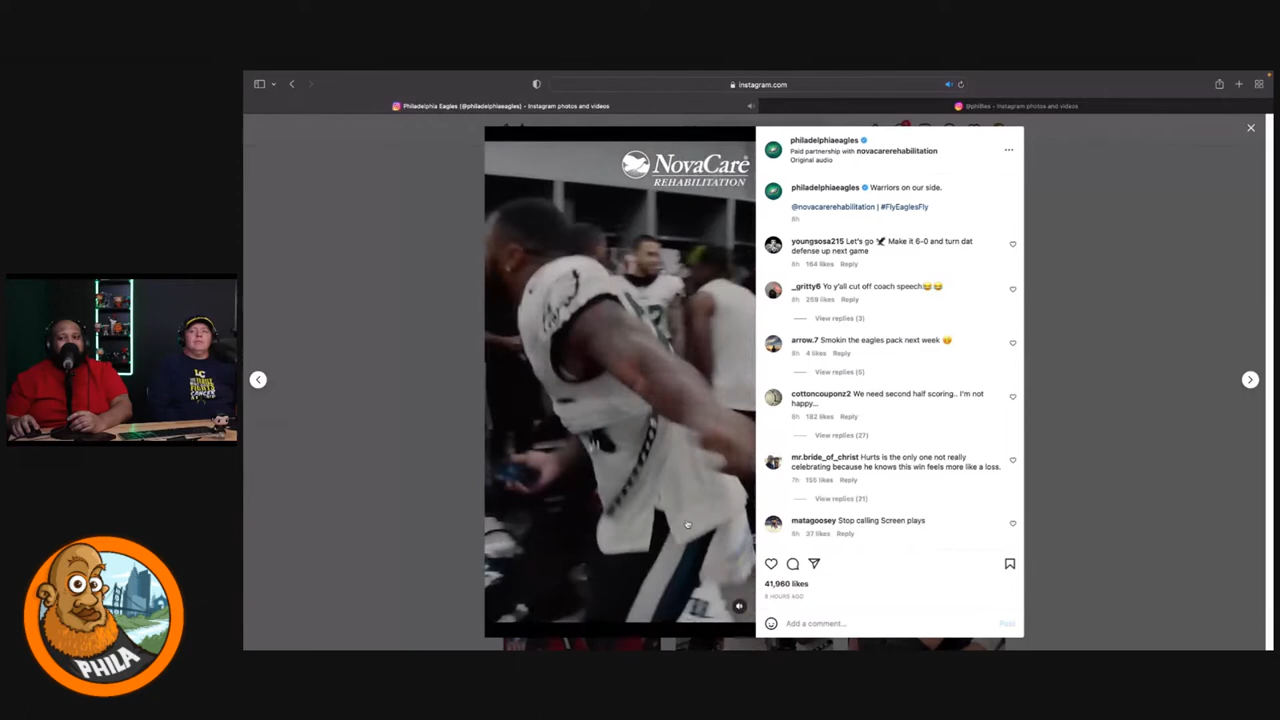 instagram.com
Philadelphia Eagles (@philadelphiaeagles) • Instagram photos and videos
@phillies • Instagram photos and videos
NovaCare
REHABILITATION
philadelphiaeagles
Paid partnership with novacarerehabilitation
Original audio
philadelphiaeagles Warriors on our side.
@novacarerehabilitation | #FlyEaglesFly
8h
youngsosa215 Let's go 🦅 Make it 6-0 and turn dat
defense up next game
8h 164 likes Reply
_gritty6 Yo y'all cut off coach speech😂😂
8h 259 likes Reply
View replies (3)
arrow.7 Smokin the eagles pack next week
8h 4 likes Reply
View replies (5)
cottoncouponz2 We need second half scoring.. I'm not
happy...
8h 182 likes Reply
View replies (27)
mr.bride_of_christ Hurts is the only one not really
celebrating because he knows this win feels more like a loss.
7h 155 likes Reply
View replies (21)
matagoosey Stop calling Screen plays
8h 37 likes Reply
41,960 likes
8 HOURS AGO
Add a comment...
Post
PHILA